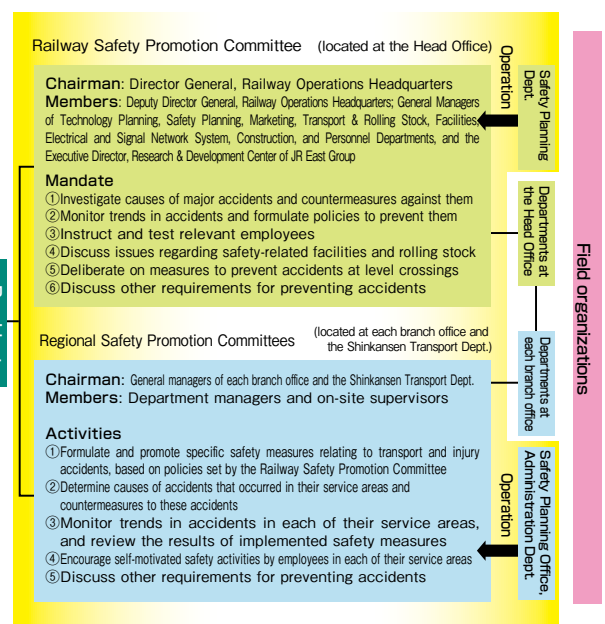 Railway Safety Promotion Committee (located at the Head Office)
Chairman: Director General, Railway Operations Headquarters
Members: Deputy Director General, Railway Operations Headquarters; General Managers
of Technology Planning, Safety Planning, Marketing, Transport & Rolling Stock, Facilities,
Electrical and Signal Network System, Construction, and Personnel Departments, and the
Executive Director, Research & Development Center of JR East Group
Mandate
①Investigate causes of major accidents and countermeasures against them
②Monitor trends in accidents and formulate policies to prevent them
③Instruct and test relevant employees
④Discuss issues regarding safety-related facilities and rolling stock
⑤Deliberate on measures to prevent accidents at level crossings
⑥Discuss other requirements for preventing accidents
Operation
Safety Planning
Dept.
Departments at
the Head Office
Regional Safety Promotion Committees
(located at each branch office and
the Shinkansen Transport Dept.)
Chairman: General managers of each branch office and the Shinkansen Transport Dept.
Members: Department managers and on-site supervisors
Activities
①Formulate and promote specific safety measures relating to transport and injury
accidents, based on policies set by the Railway Safety Promotion Committee
②Determine causes of accidents that occurred in their service areas and
countermeasures to these accidents
③Monitor trends in accidents in each of their service areas,
and review the results of implemented safety measures
④Encourage self-motivated safety activities by employees in each of their service areas
⑤Discuss other requirements for preventing accidents
Departments at
each branch office
Operation
Safety Planning Office,
Administration Dept.
Field organizations